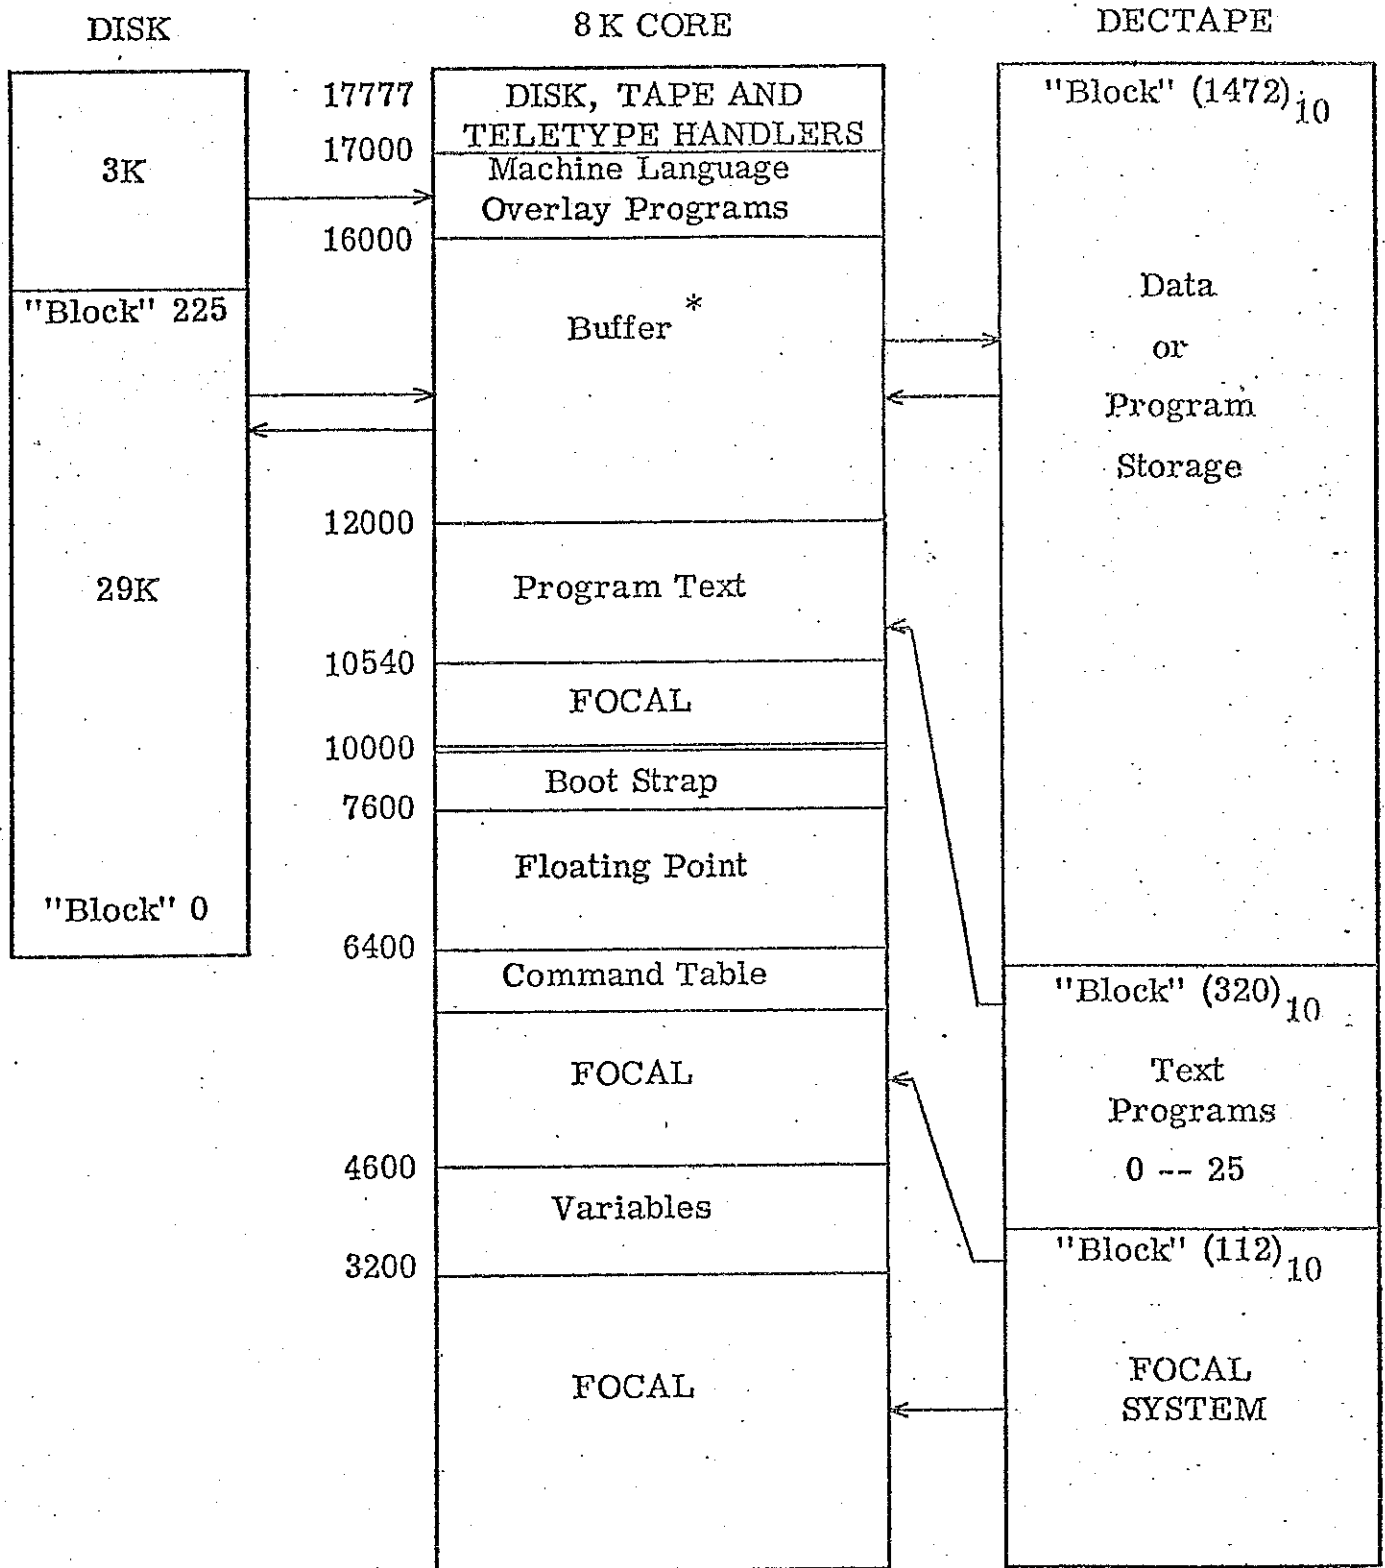 DISK
3K
"Block" 225
29K
"Block" 0
8K CORE
17777
DISK, TAPE AND
TELETYPE HANDLERS
17000
Machine Language
Overlay Programs
16000
Buffer *
12000
Program Text
10540
FOCAL
10000
Boot Strap
7600
Floating Point
6400
Command Table
FOCAL
4600
Variables
3200
FOCAL
DECTAPE
"Block" (1472)10
Data
or
Program
Storage
"Block" (320)10
Text
Programs
0 -- 25
"Block" (112)10
FOCAL
SYSTEM